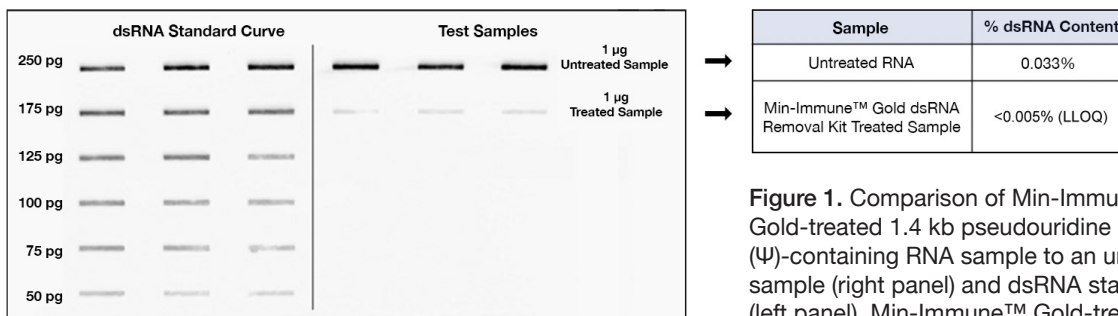 dsRNA Standard Curve
Test Samples
250 pg
175 pg
125 pg
100 pg
75 pg
50 pg
1 µg
Untreated Sample
1 µg
Treated Sample
Sample % dsRNA Content
Untreated RNA 0.033%
Min-Immune™ Gold dsRNA
Removal Kit Treated Sample
<0.005% (LLOQ)
Figure 1. Comparison of Min-Immu
Gold-treated 1.4 kb pseudouridine
(Ψ)-containing RNA sample to an un
sample (right panel) and dsRNA sta
(left panel). Min-Immune™ Gold-trea